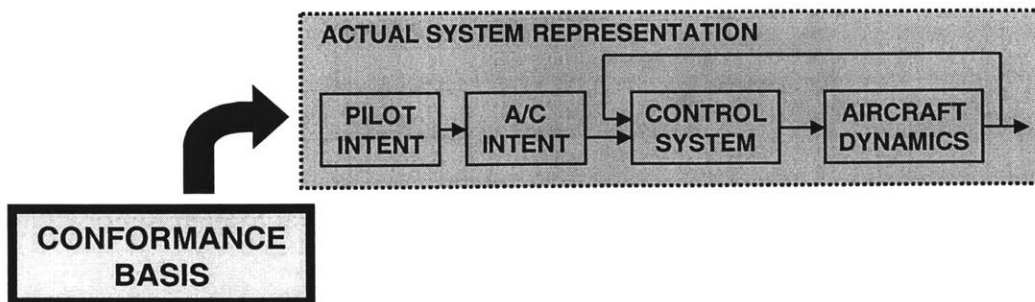 ACTUAL SYSTEM REPRESENTATION
PILOT
INTENT
A/C
INTENT
CONTROL
SYSTEM
AIRCRAFT
DYNAMICS
CONFORMANCE
BASIS